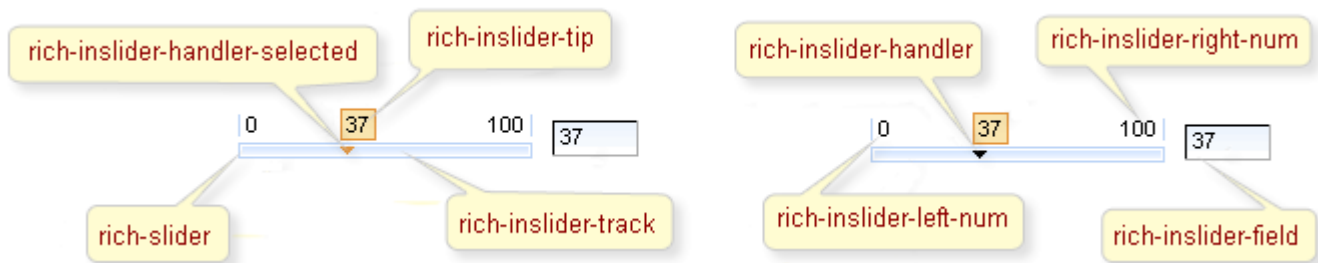 rich-inslider-handler-selected
rich-inslider-tip
0 37 100 37
rich-slider
rich-inslider-track
rich-inslider-handler
rich-inslider-right-num
0 37 100 37
rich-inslider-left-num
rich-inslider-field